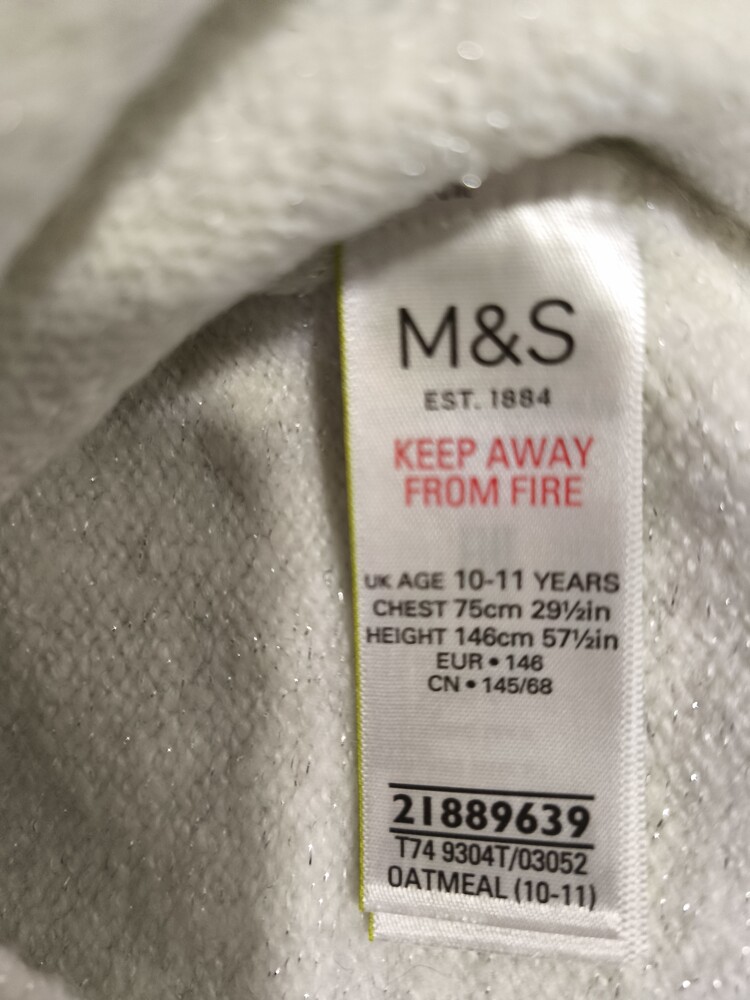 M&S
EST. 1884
KEEP AWAY
FROM FIRE
UK AGE 10-11 YEARS
CHEST 75cm 29½in
HEIGHT 146cm 57½in
EUR • 146
CN • 145/68
21889639
T74 9304T/03052
OATMEAL (10-11)